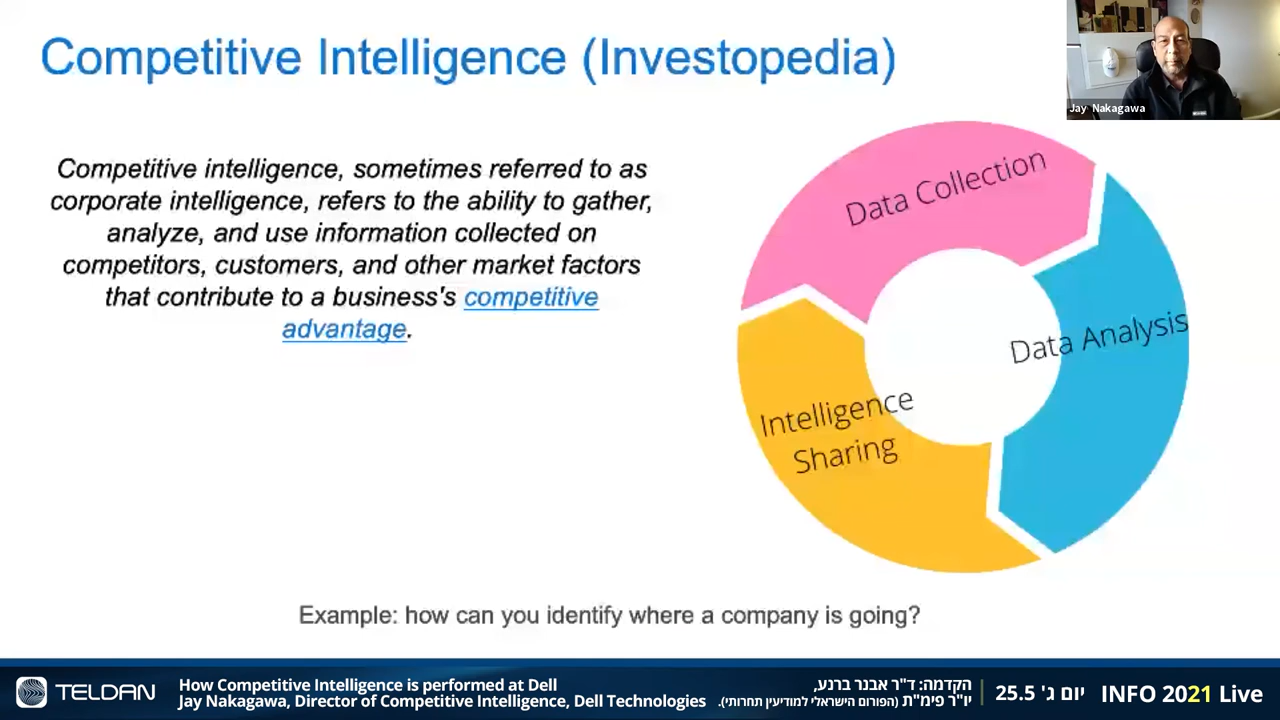 Competitive Intelligence (Investopedia)
Jay Nakagawa
Competitive intelligence, sometimes referred to as
corporate intelligence, refers to the ability to gather,
analyze, and use information collected on
competitors, customers, and other market factors
that contribute to a business's competitive
advantage.
Data Collection
Data Analysis
Intelligence
Sharing
Example: how can you identify where a company is going?
TELDAN
How Competitive Intelligence is performed at Dell
Jay Nakagawa, Director of Competitive Intelligence, Dell Technologies
הקדמה: ד"ר אבנר ברנע,
יו"ר פימ"ת (הפורום הישראלי למודיעין תחרותי).
יום ג' 25.5
INFO 2021 Live